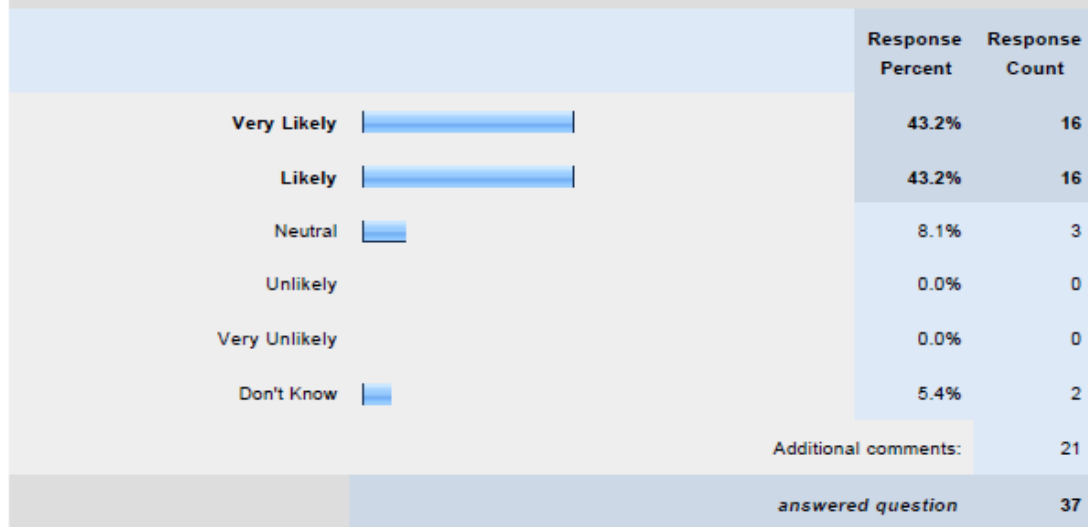 Response Percent Response Count
Very Likely 43.2% 16
Likely 43.2% 16
Neutral 8.1% 3
Unlikely 0.0% 0
Very Unlikely 0.0% 0
Don't Know 5.4% 2
Additional comments: 21
answered question 37